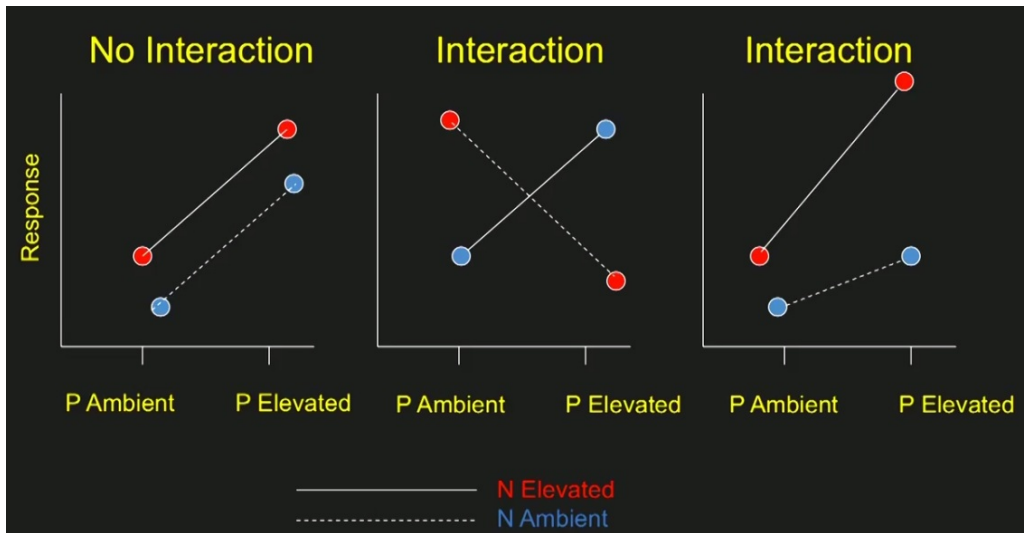 No Interaction
Interaction
Interaction
Response
P Ambient
P Elevated
P Ambient
P Elevated
P Ambient
P Elevated
N Elevated
N Ambient